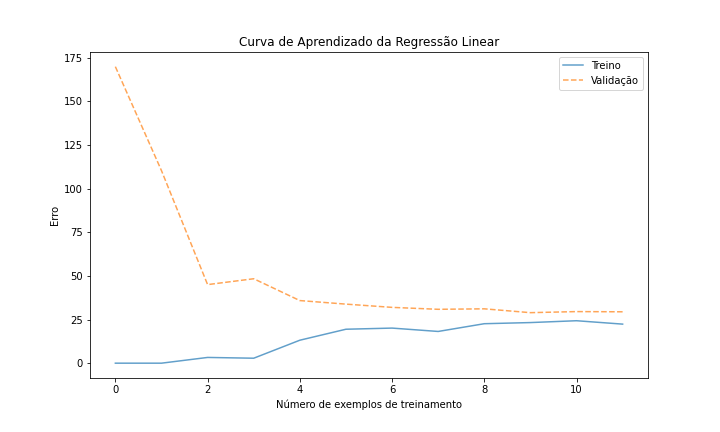 Curva de Aprendizado da Regressão Linear
175
150
125
100
75
50
25
0
Erro
Treino
Validação
0 2 4 6 8 10
Número de exemplos de treinamento